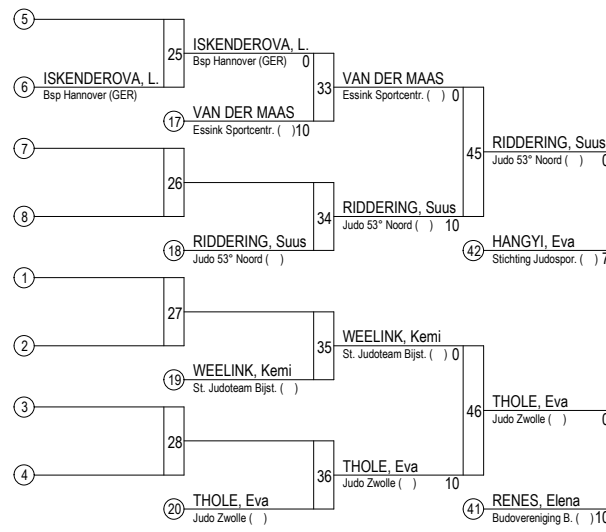 5
25
ISKENDEROVA, L.
Bsp Hannover (GER) 0
6 ISKENDEROVA, L.
Bsp Hannover (GER)
33
VAN DER MAAS
Essink Sportcentr. ( ) 0
17 VAN DER MAAS
Essink Sportcentr. ( ) 10
45
RIDDERING, Suus
Judo 53° Noord ( ) 0
7
26
8
34
RIDDERING, Suus
Judo 53° Noord ( ) 10
18 RIDDERING, Suus
Judo 53° Noord ( )
42 HANGYI, Eva
Stichting Judospor. ( ) 7
1
27
2
35
WEELINK, Kemi
St. Judoteam Bijst. ( ) 0
19 WEELINK, Kemi
St. Judoteam Bijst. ( )
46
THOLE, Eva
Judo Zwolle ( ) 0
3
28
4
36
THOLE, Eva
Judo Zwolle ( ) 10
20 THOLE, Eva
Judo Zwolle ( )
41 RENES, Elena
Budovereniging B. ( ) 10